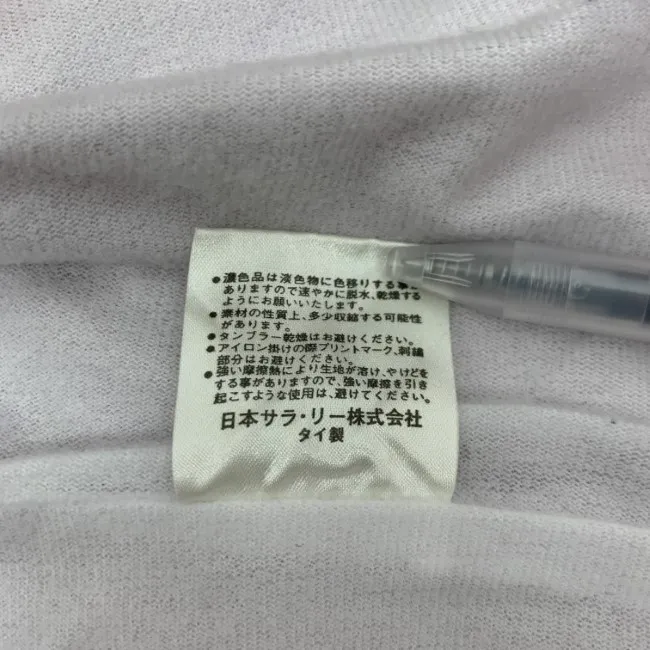 ●濃色品は淡色物に色移りする事が
ありますので速やかに脱水、乾燥する
ようにお願いいたします。
●素材の性質上、多少収縮する可能性
があります。
●タンブラー乾燥はお避けください。
●アイロン掛けの際プリントマーク、刺繍
部分はお避けください。
●強い摩擦熱により生地が溶け、やけどを
する事がありますので、強い摩擦を引き
起こすような使用は、避けてください。
日本サラ・リー株式会社
タイ製